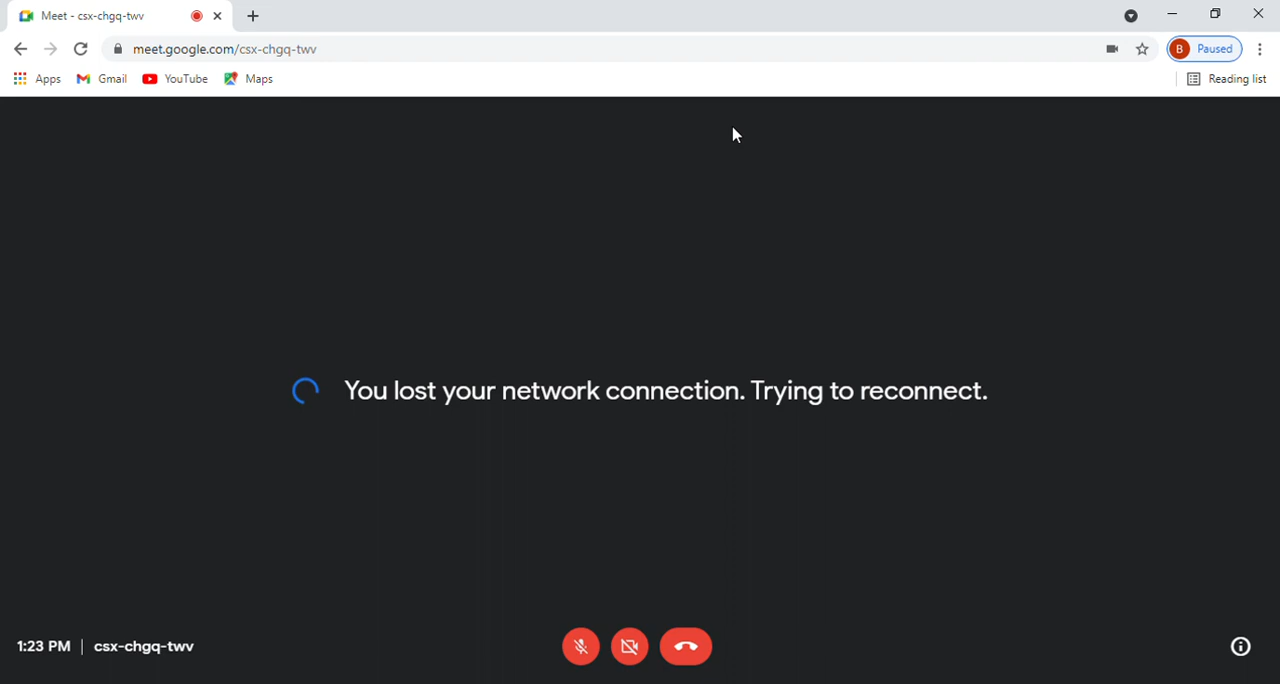 Meet - csx-chgq-twv
meet.google.com/csx-chgq-twv
B Paused
Apps Gmail YouTube Maps Reading list
You lost your network connection. Trying to reconnect.
1:23 PM | csx-chgq-twv